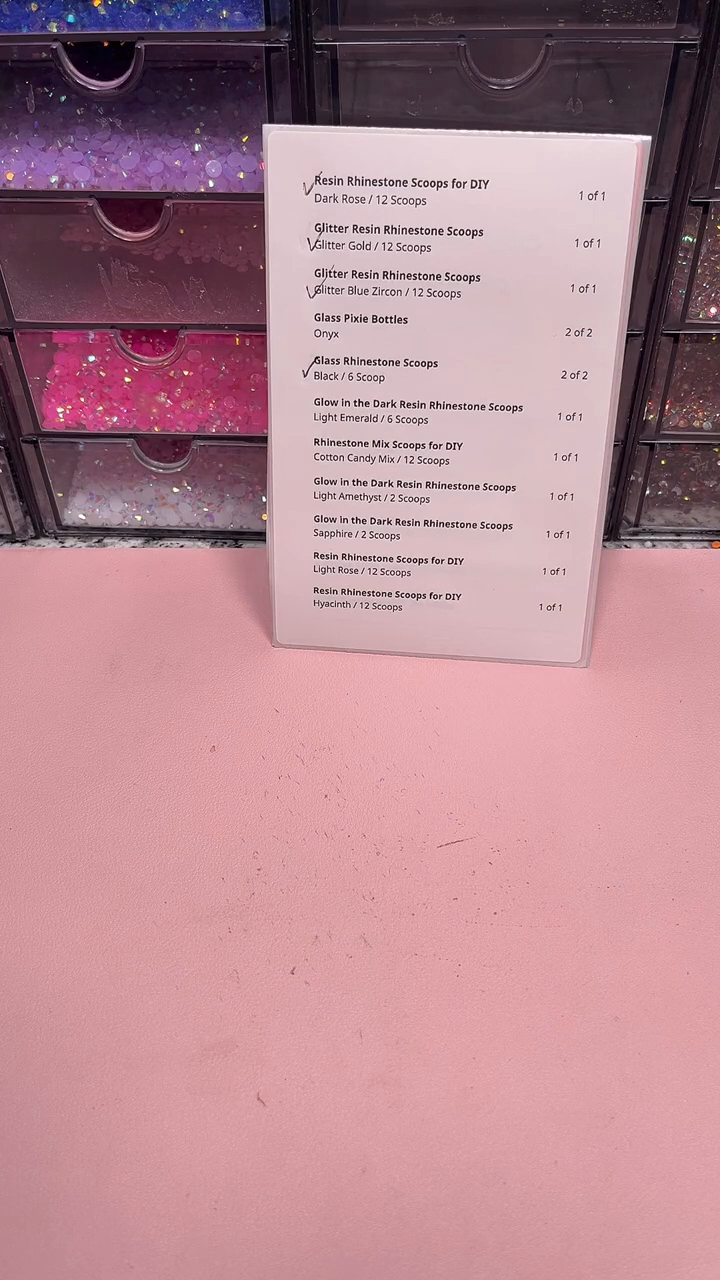 Resin Rhinestone Scoops for DIY
Dark Rose / 12 Scoops 1 of 1
Glitter Resin Rhinestone Scoops
Glitter Gold / 12 Scoops 1 of 1
Glitter Resin Rhinestone Scoops
Glitter Blue Zircon / 12 Scoops 1 of 1
Glass Pixie Bottles
Onyx 2 of 2
Glass Rhinestone Scoops
Black / 6 Scoop 2 of 2
Glow in the Dark Resin Rhinestone Scoops
Light Emerald / 6 Scoops 1 of 1
Rhinestone Mix Scoops for DIY
Cotton Candy Mix / 12 Scoops 1 of 1
Glow in the Dark Resin Rhinestone Scoops
Light Amethyst / 2 Scoops 1 of 1
Glow in the Dark Resin Rhinestone Scoops
Sapphire / 2 Scoops 1 of 1
Resin Rhinestone Scoops for DIY
Light Rose / 12 Scoops 1 of 1
Resin Rhinestone Scoops for DIY
Hyacinth / 12 Scoops 1 of 1